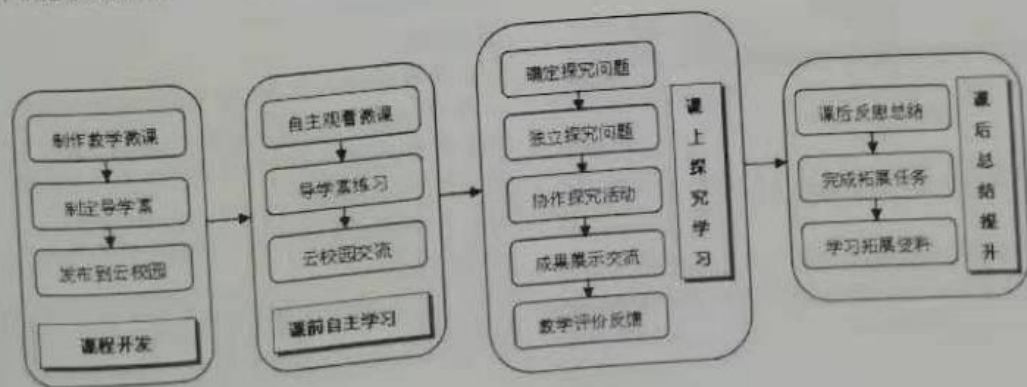 制作教学微课
制定导学案
发布到云校园
课程开发
自主观看微课
导学案练习
云校园交流
课前自主学习
确定探究问题
独立探究问题
协作探究活动
成果展示交流
教学评价反馈
课上探究学习
课后反思总结
完成拓展任务
学习拓展资料
课后总结提升